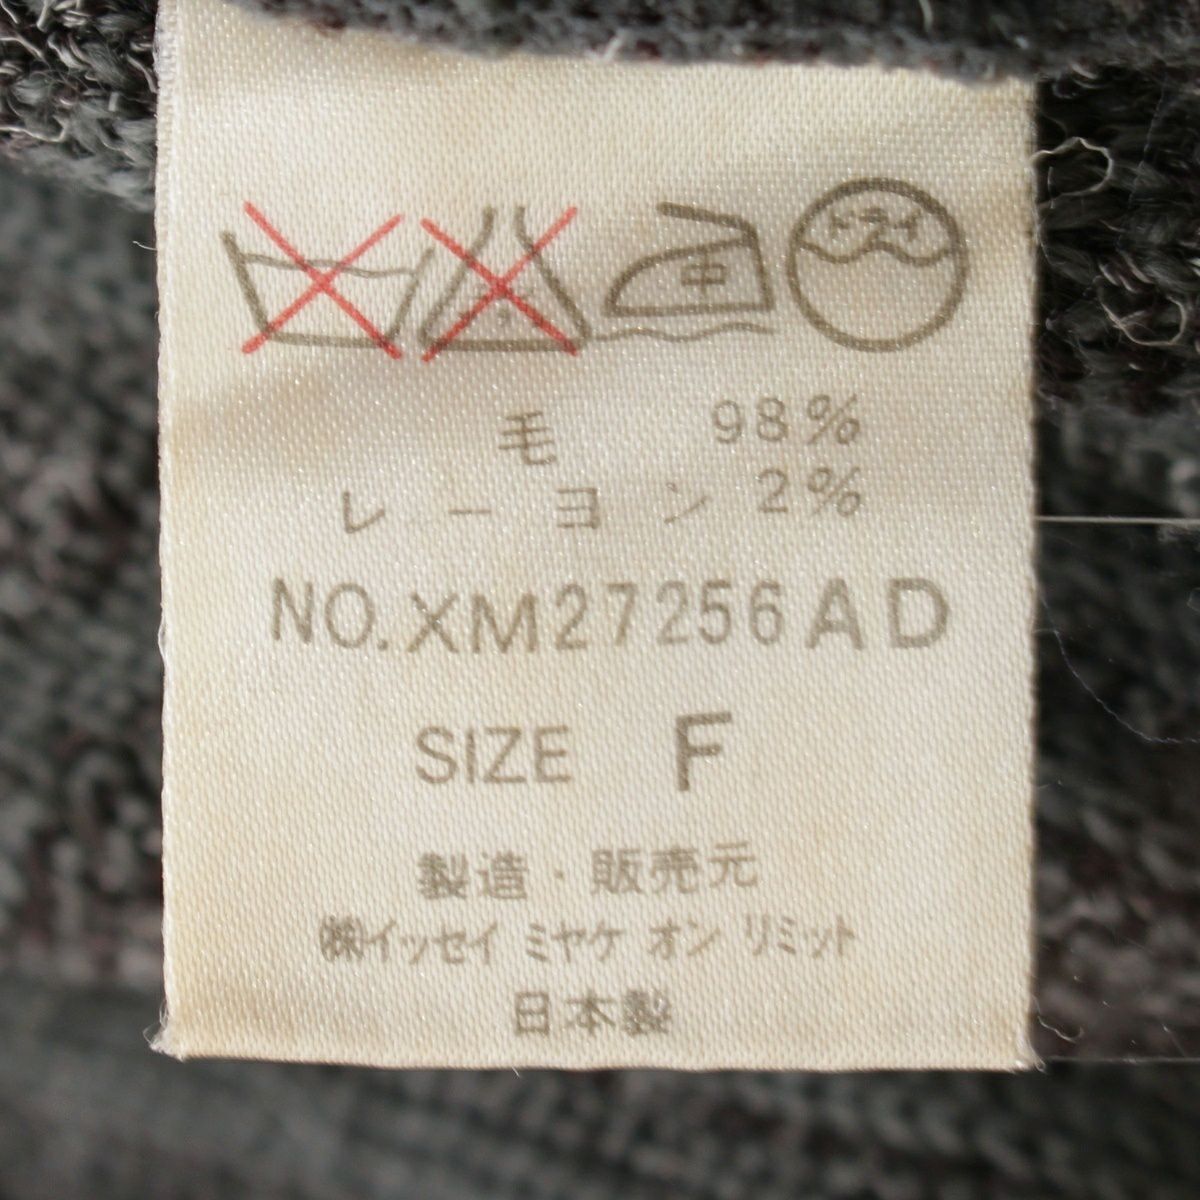 ドライ
中
毛 98%
レーヨン 2%
NO.XM27256AD
SIZE F
製造・販売元
㈱イッセイ ミヤケ オン リミット
日本製